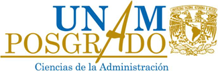 UNAM
POSGRADO
Ciencias de la Administración